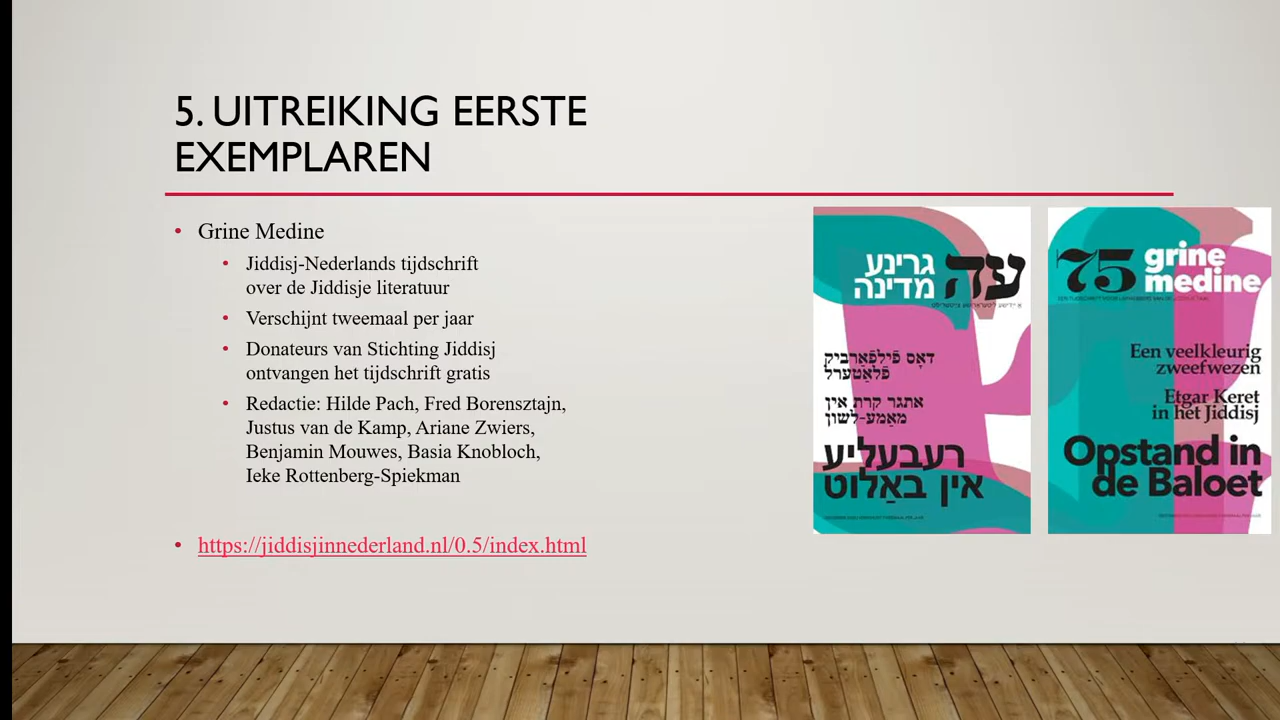 5. UITREIKING EERSTE
EXEMPLAREN
• Grine Medine
• Jiddisj-Nederlands tijdschrift
over de Jiddisje literatuur
• Verschijnt tweemaal per jaar
• Donateurs van Stichting Jiddisj
ontvangen het tijdschrift gratis
• Redactie: Hilde Pach, Fred Borensztajn,
Justus van de Kamp, Ariane Zwiers,
Benjamin Mouwes, Basia Knobloch,
Ieke Rottenberg-Spiekman
• https://jiddisjinnederland.nl/0.5/index.html
עה
גרינע
מדינה
דאָס פֿילפֿאַרביק
פֿלאַטערל
אתגר קרת אין
מאַמע-לשון
רעבעליע
אין באַלוט
75
grine
medine
Een veelkleurig
zweefwezen
Etgar Keret
in het Jiddisj
Opstand in
de Baloet